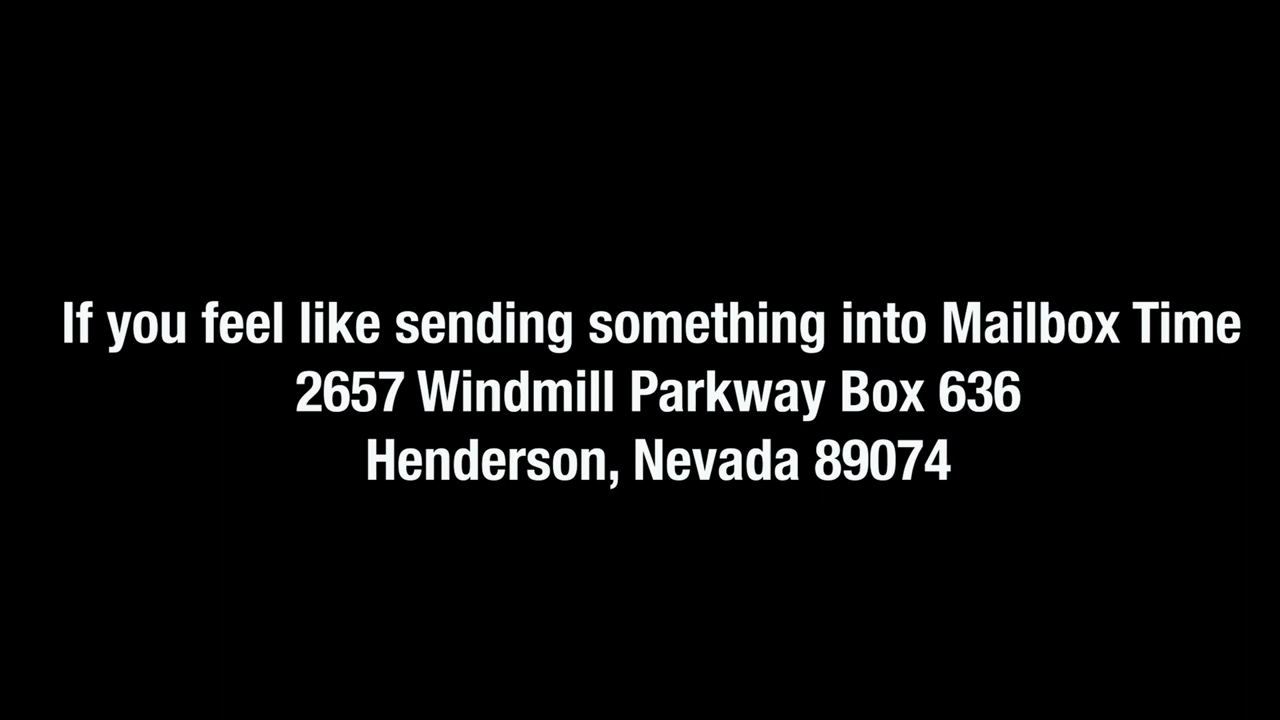 If you feel like sending something into Mailbox Time
2657 Windmill Parkway Box 636
Henderson, Nevada 89074